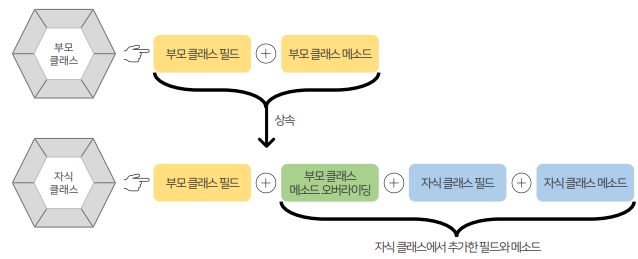 부모
클래스
부모 클래스 필드
부모 클래스 메소드
상속
자식
클래스
부모 클래스 필드
부모 클래스
메소드 오버라이딩
자식 클래스 필드
자식 클래스 메소드
자식 클래스에서 추가한 필드와 메소드